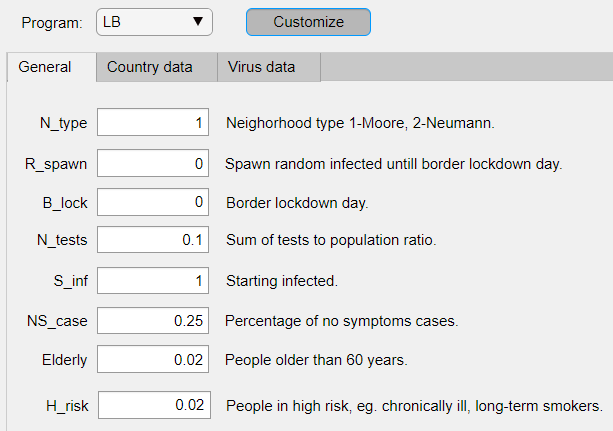 Program: LB Customize
General Country data Virus data
N_type 1 Neighorhood type 1-Moore, 2-Neumann.
R_spawn 0 Spawn random infected untill border lockdown day.
B_lock 0 Border lockdown day.
N_tests 0.1 Sum of tests to population ratio.
S_inf 1 Starting infected.
NS_case 0.25 Percentage of no symptoms cases.
Elderly 0.02 People older than 60 years.
H_risk 0.02 People in high risk, eg. chronically ill, long-term smokers.